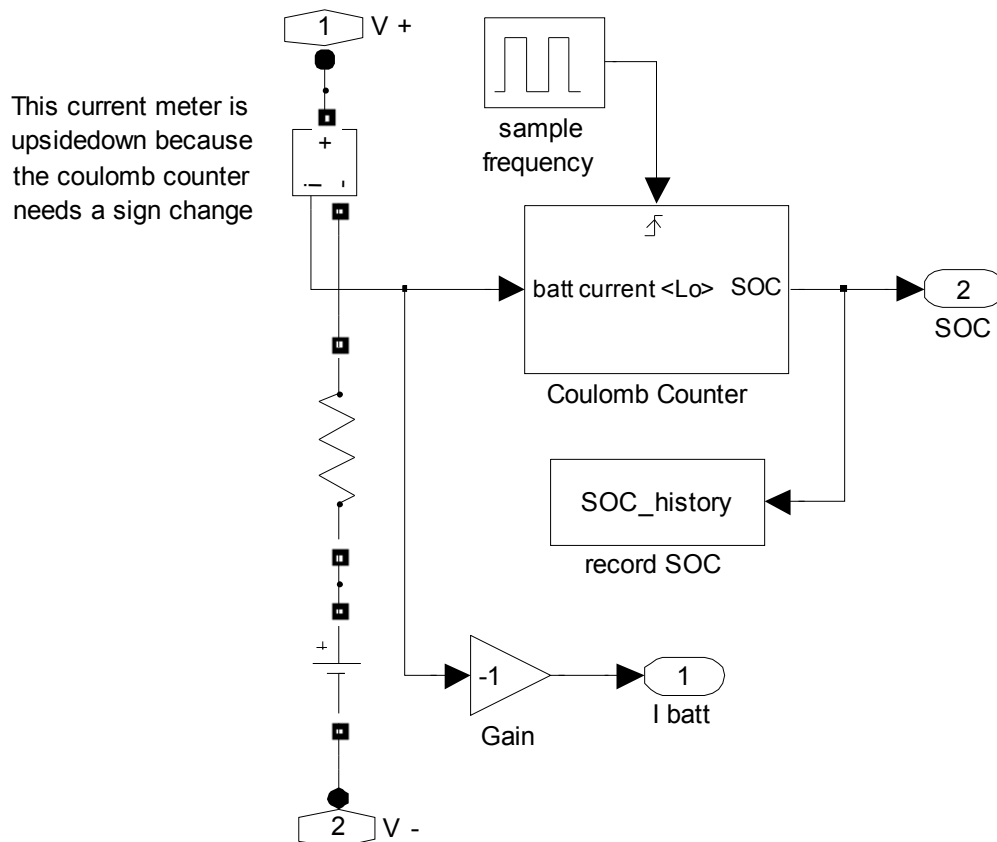 1
V +
This current meter is
upsidedown because
the coulomb counter
needs a sign change
+
i
-
sample
frequency
batt current <Lo>
SOC
Coulomb Counter
2
SOC
SOC_history
record SOC
+
-1
Gain
1
I batt
2
V -